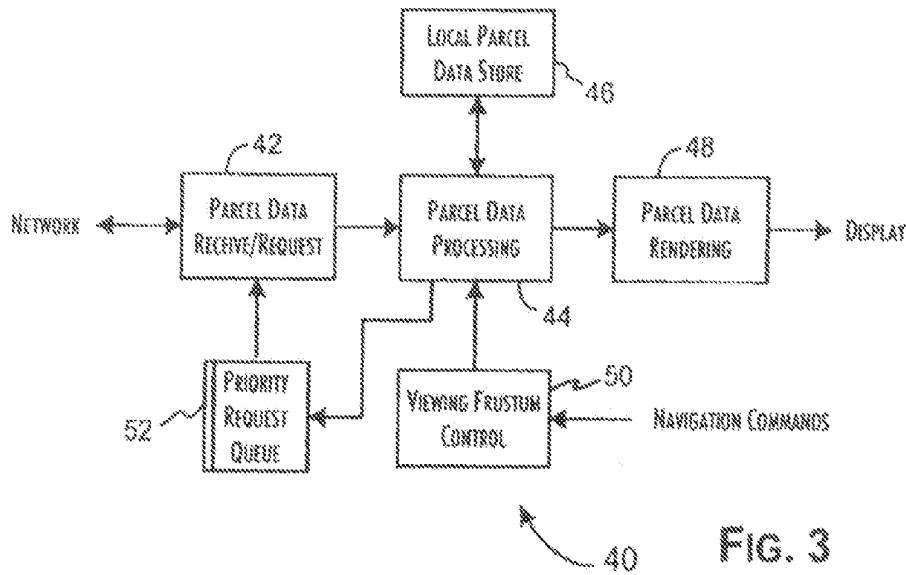 LOCAL PARCEL
DATA STORE
46
42
48
NETWORK
PARCEL DATA
RECIVE/REQUEST
PARCEL DATA
PROCESSING
PARCEL DATA
RENDERING
DISPLAY
44
52
PRIORITY
REQUEST
QUEUE
VIEWING FRUSTUM
CONTROL
50
NAVIGATION COMMANDS
40
FIG. 3